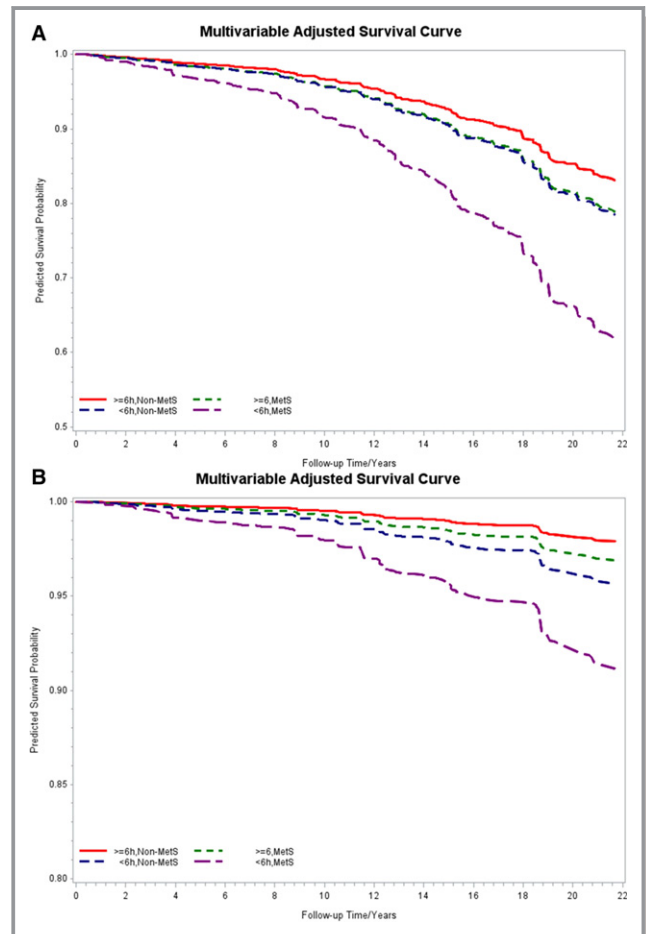 A
Multivariable Adjusted Survival Curve
1.0
0.9
0.8
0.7
0.6
0.5
Predicted Survival Probability
>=6h,Non-MetS >=6,MetS
<6h,Non-MetS <6h,MetS
0 2 4 6 8 10 12 14 16 18 20 22
Follow-up Time/Years
B
Multivariable Adjusted Survival Curve
1.00
0.95
0.90
0.85
0.80
Predicted Survival Probability
>=6h,Non-MetS >=6,MetS
<6h,Non-MetS <6h,MetS
0 2 4 6 8 10 12 14 16 18 20 22
Follow-up Time/Years